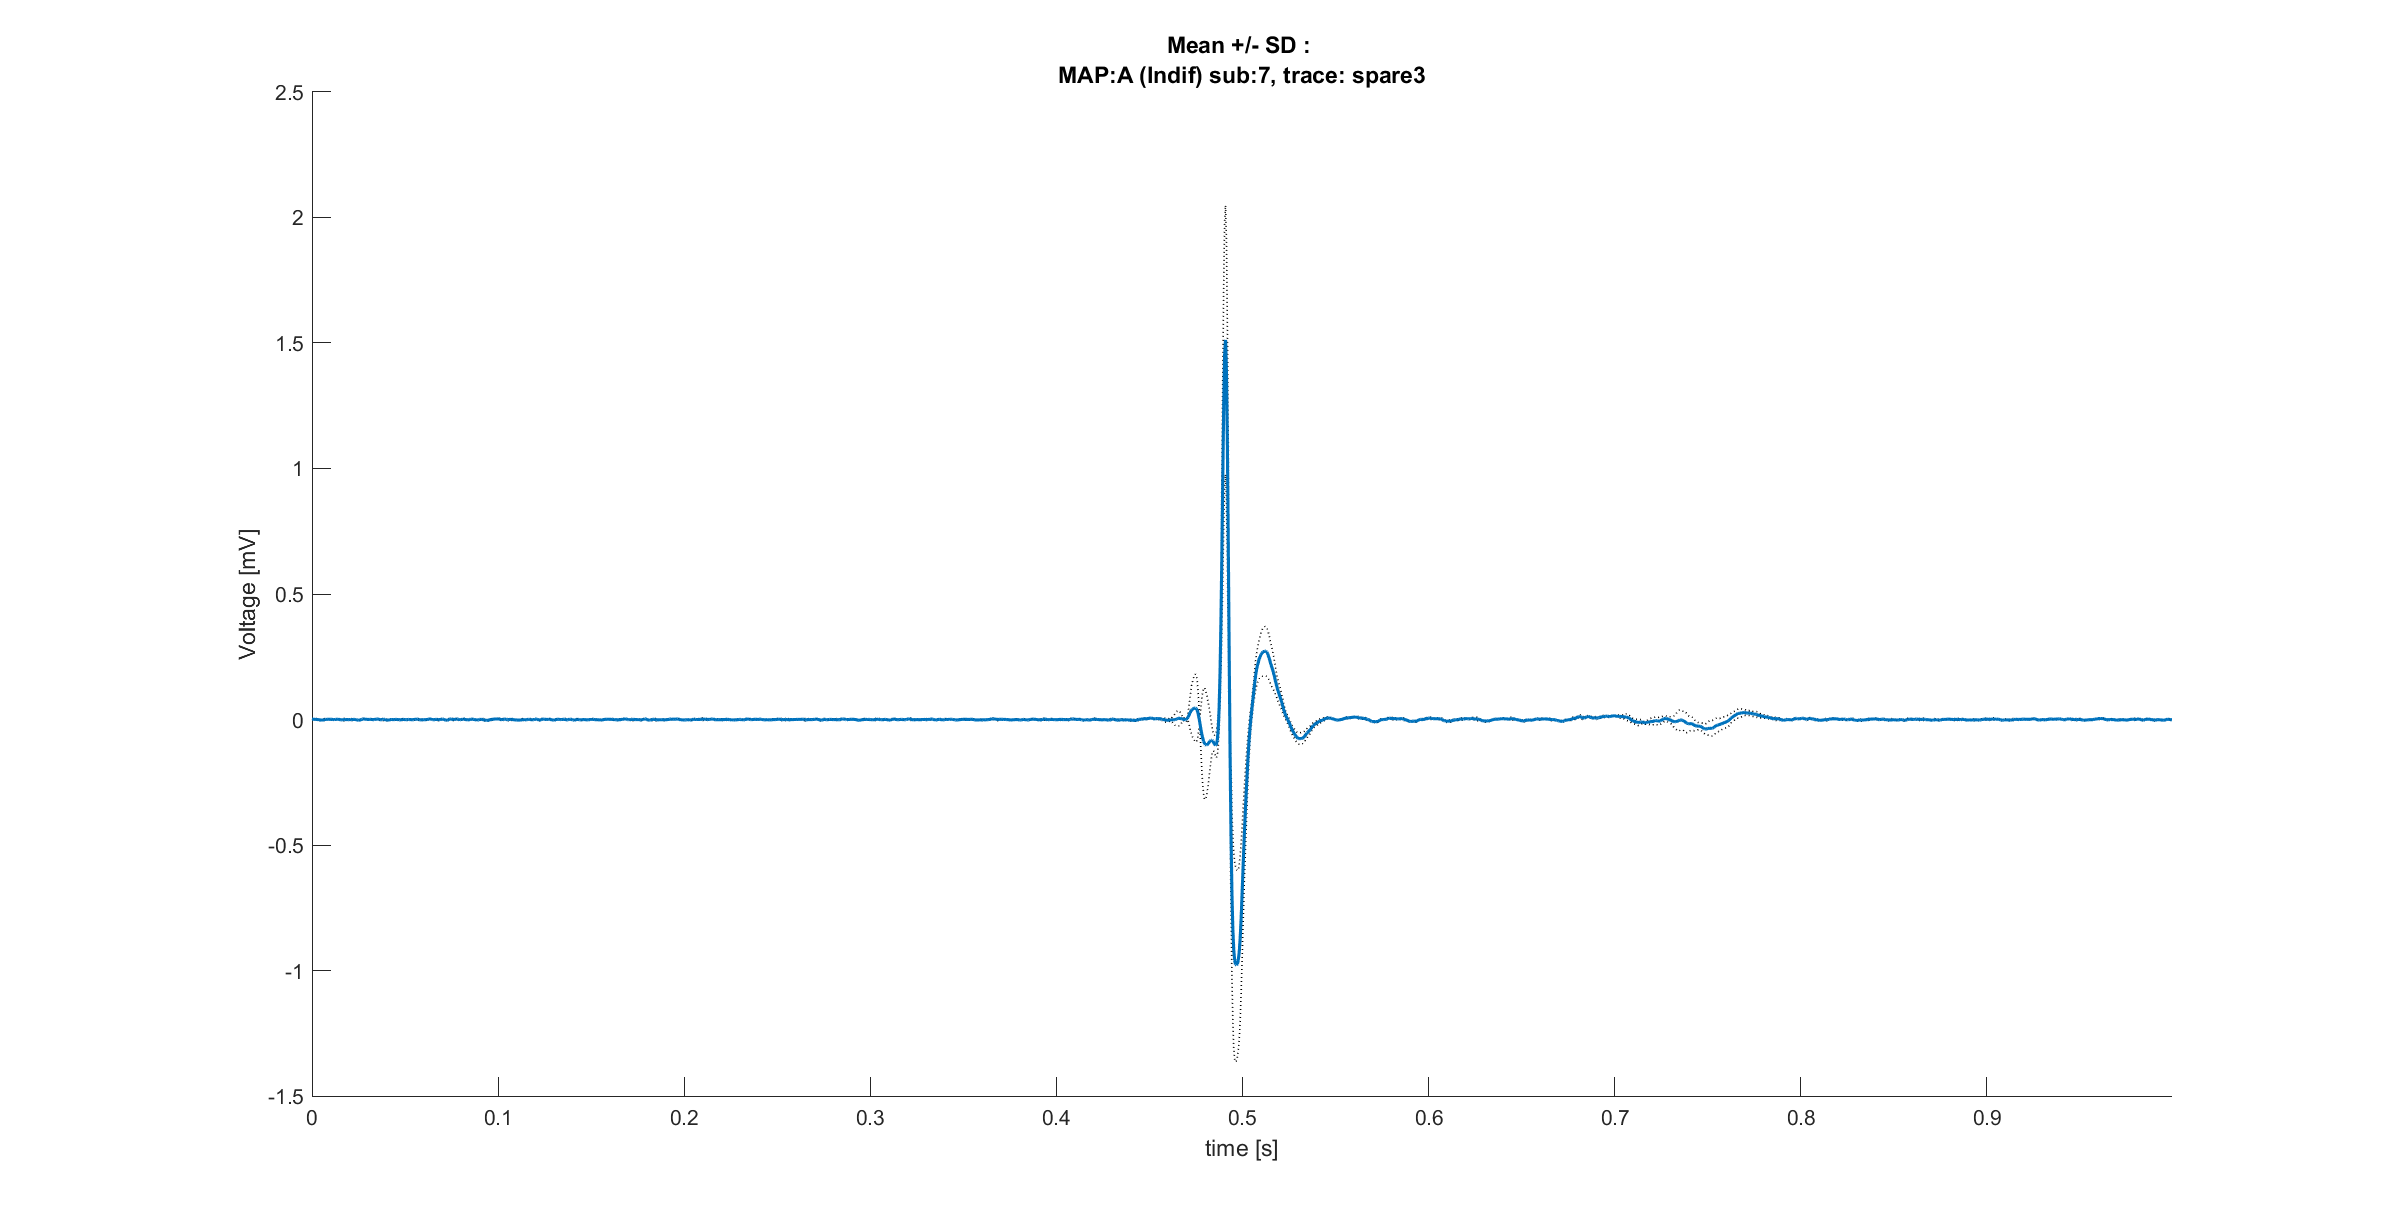 Mean +/- SD :
MAP:A (Indif) sub:7, trace: spare3
2.5
2
1.5
1
0.5
0
-0.5
-1
-1.5
Voltage [mV]
0 0.1 0.2 0.3 0.4 0.5 0.6 0.7 0.8 0.9
time [s]